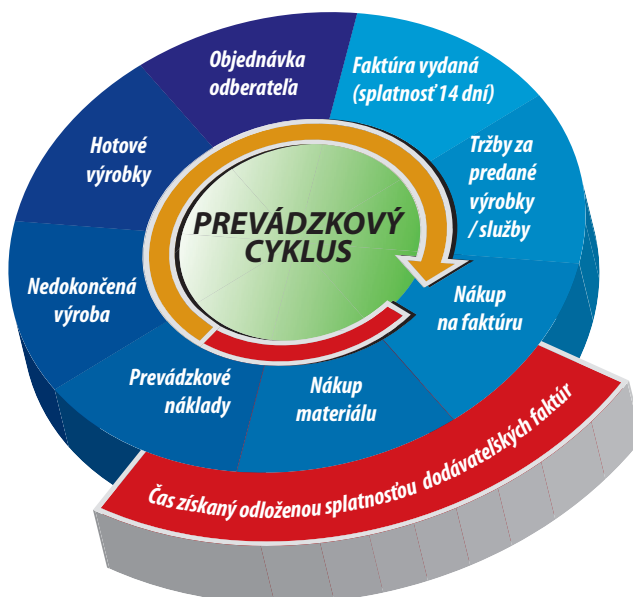 Objednávka
odberateľa
Faktúra vydaná
(splatnosť 14 dní)
Tržby za
predané
výrobky
/ služby
Nákup
na faktúru
Nákup
materiálu
Prevádzkové
náklady
Nedokončená
výroba
Hotové
výrobky
PREVÁDZKOVÝ
CYKLUS
Čas získaný odloženou splatnosťou dodávateľských faktúr